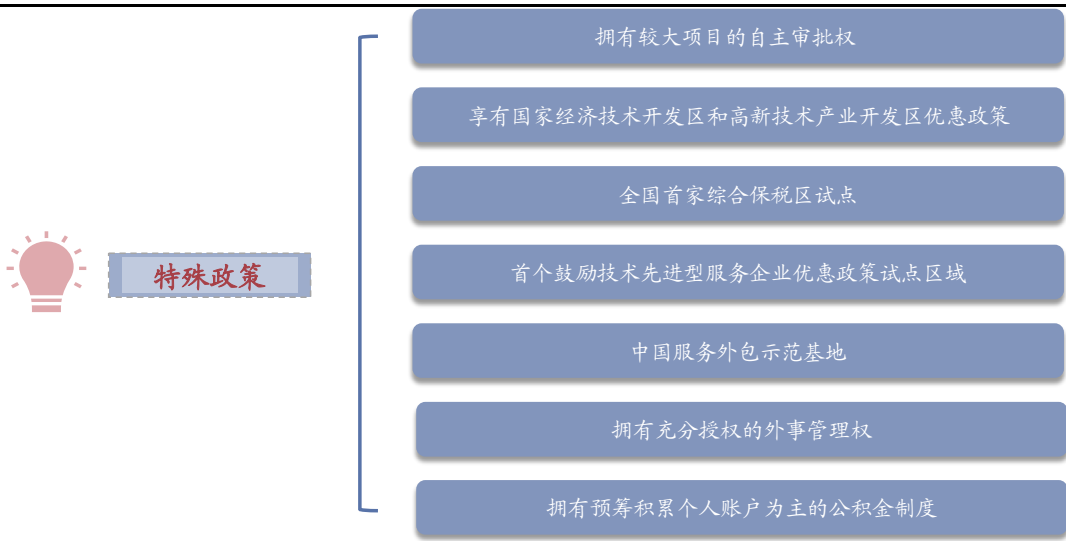 拥有较大项目的自主审批权
享有国家经济技术开发区和高新技术产业开发区优惠政策
全国首家综合保税区试点
特殊政策
首个鼓励技术先进型服务企业优惠政策试点区域
中国服务外包示范基地
拥有充分授权的外事管理权
拥有预筹积累个人账户为主的公积金制度